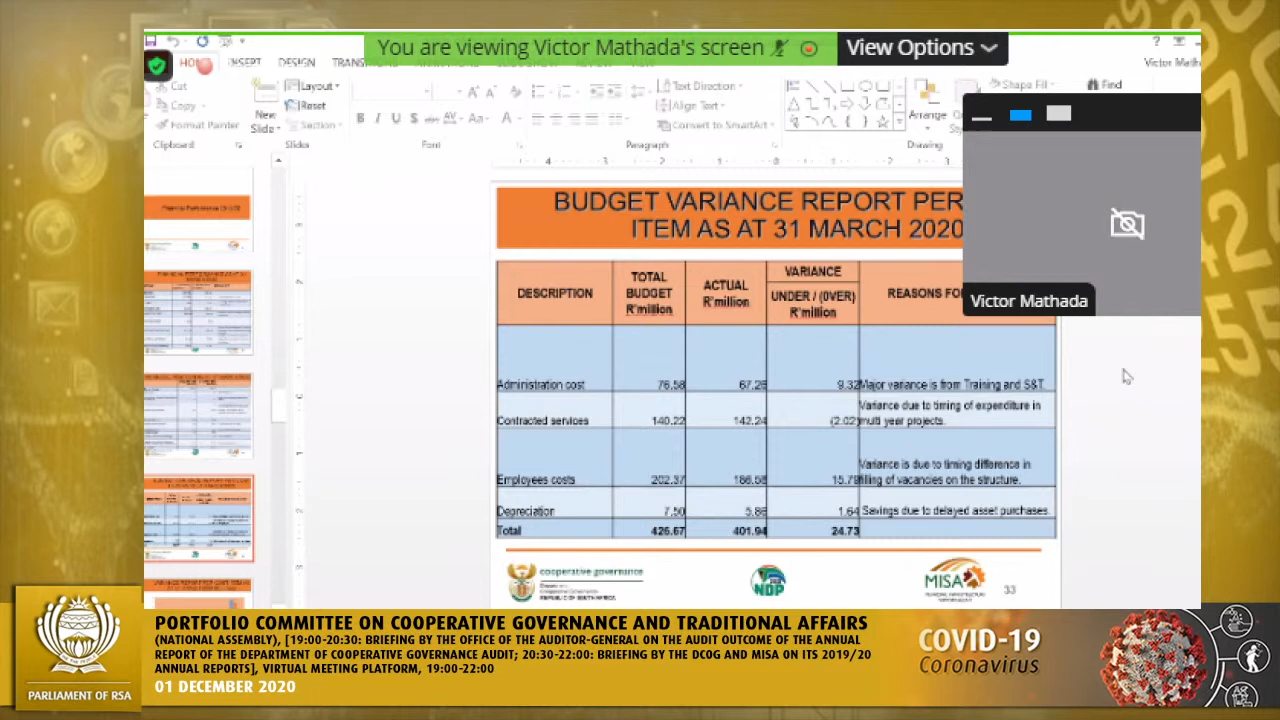 You are viewing Victor Mathada's screen
View Options
INSERT
DESIGN
Cut
Copy
Format Painter
Clipboard
New
Slide
Layout
Reset
Section
Slides
Font
Text Direction
Align Text
Convert to SmartArt
Paragraph
Arrange
Shape Fill
Drawing
Find
Victor Mathada
BUDGET VARIANCE REPORT PER
ITEM AS AT 31 MARCH 2020
DESCRIPTION
TOTAL
BUDGET
R'million
ACTUAL
R'million
VARIANCE
UNDER / (0VER)
R'million
REASONS FO
Administration cost 76.58 67.26 9.32 Major variance is from Training and S&T.
Variance due to timing of expenditure in
Contracted services 140.22 142.24 (2.02) multi year projects.
Variance is due to timing difference in
Employees costs 202.37 186.58 15.79 filling of vacancies on the structure.
Depreciation 7.50 5.86 1.64 Savings due to delayed asset purchases.
Total 426.67 401.94 24.73
cooperative governance
REPUBLIC OF SOUTH AFRICA
NDP
MISA
33
PARLIAMENT OF RSA
PORTFOLIO COMMITTEE ON COOPERATIVE GOVERNANCE AND TRADITIONAL AFFAIRS
(NATIONAL ASSEMBLY), [19:00-20:30: BRIEFING BY THE OFFICE OF THE AUDITOR-GENERAL ON THE AUDIT OUTCOME OF THE ANNUAL
REPORT OF THE DEPARTMENT OF COOPERATIVE GOVERNANCE AUDIT; 20:30-22:00: BRIEFING BY THE DCOG AND MISA ON ITS 2019/20
ANNUAL REPORTS], VIRTUAL MEETING PLATFORM, 19:00-22:00
01 DECEMBER 2020
COVID-19
Coronavirus